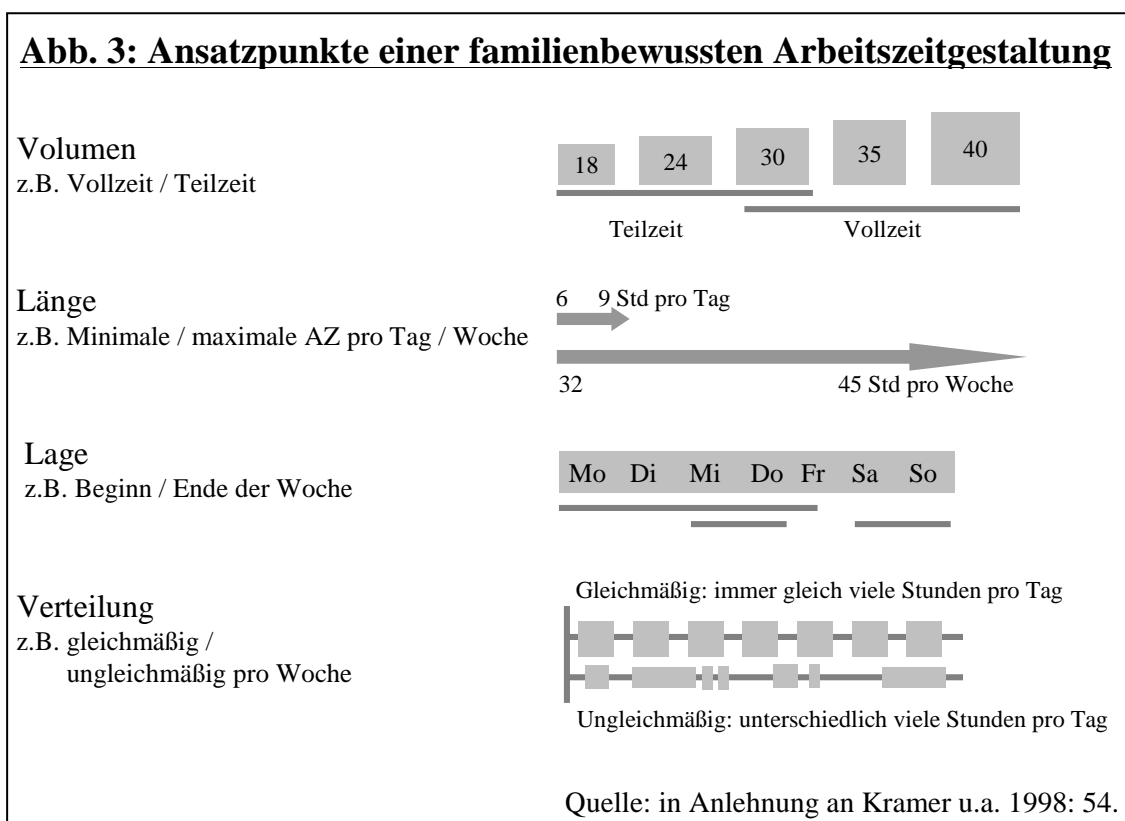 Abb. 3: Ansatzpunkte einer familienbewussten Arbeitszeitgestaltung
Volumen
z.B. Vollzeit / Teilzeit
18 24 30 35 40
Teilzeit Vollzeit
Länge
z.B. Minimale / maximale AZ pro Tag / Woche
6 9 Std pro Tag
32 45 Std pro Woche
Lage
z.B. Beginn / Ende der Woche
Mo Di Mi Do Fr Sa So
Verteilung
z.B. gleichmäßig /
ungleichmäßig pro Woche
Gleichmäßig: immer gleich viele Stunden pro Tag
Ungleichmäßig: unterschiedlich viele Stunden pro Tag
Quelle: in Anlehnung an Kramer u.a. 1998: 54.